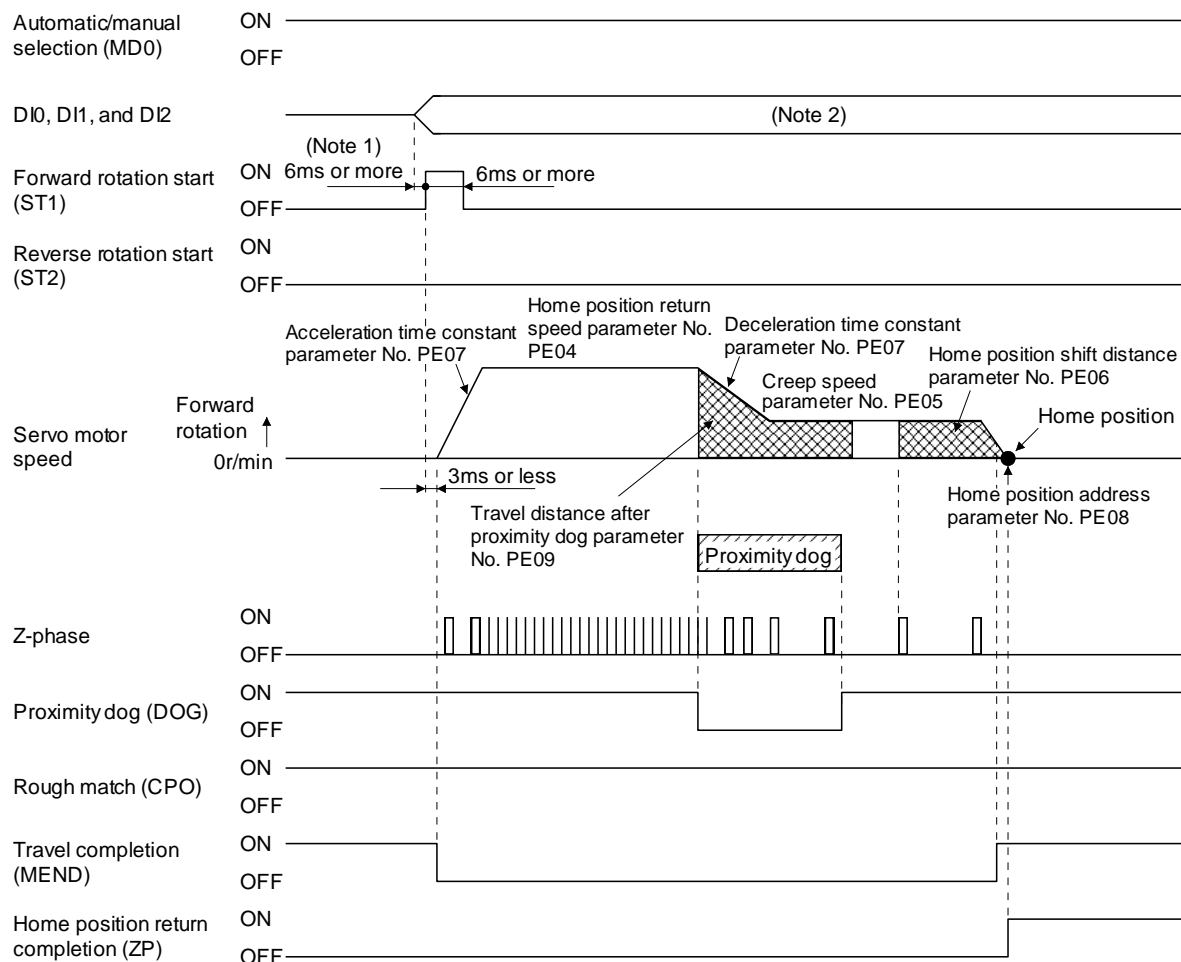 Automatic/manual
selection (MD0)
ON
OFF
DI0, DI1, and DI2
(Note 2)
(Note 1)
6ms or more
6ms or more
Forward rotation start
(ST1)
ON
OFF
Reverse rotation start
(ST2)
ON
OFF
Acceleration time constant
parameter No. PE07
Home position return
speed parameter No.
PE04
Deceleration time constant
parameter No. PE07
Creep speed
parameter No. PE05
Home position shift distance
parameter No. PE06
Home position
Servo motor
speed
Forward
rotation
0r/min
3ms or less
Travel distance after
proximity dog parameter
No. PE09
Home position address
parameter No. PE08
Proximity dog
Z-phase
ON
OFF
Proximity dog (DOG)
ON
OFF
Rough match (CPO)
ON
OFF
Travel completion
(MEND)
ON
OFF
Home position return
completion (ZP)
ON
OFF